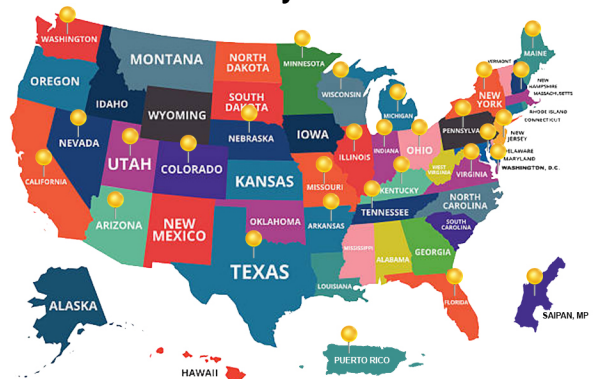 WASHINGTON
MONTANA
NORTH
DAKOTA
MINNESOTA
VERMONT
MAINE
OREGON
IDAHO
WYOMING
SOUTH
DAKOTA
WISCONSIN
MICHIGAN
NEW
YORK
NEW
HAMPSHIRE
MASSACHUSETTS
RHODE ISLAND
CONNECTICUT
NEVADA
UTAH
COLORADO
NEBRASKA
IOWA
ILLINOIS
INDIANA
OHIO
PENNSYLVA
NEW
JERSEY
DELAWARE
MARYLAND
WASHINGTON, D.C.
CALIFORNIA
KANSAS
MISSOURI
KENTUCKY
WEST
VIRGINIA
VIRGINIA
ARIZONA
NEW
MEXICO
OKLAHOMA
ARKANSAS
TENNESSEE
NORTH
CAROLINA
SOUTH
CAROLINA
TEXAS
LOUISIANA
MISSISSIPPI
ALABAMA
GEORGIA
FLORIDA
ALASKA
HAWAII
PUERTO RICO
SAIPAN, MP